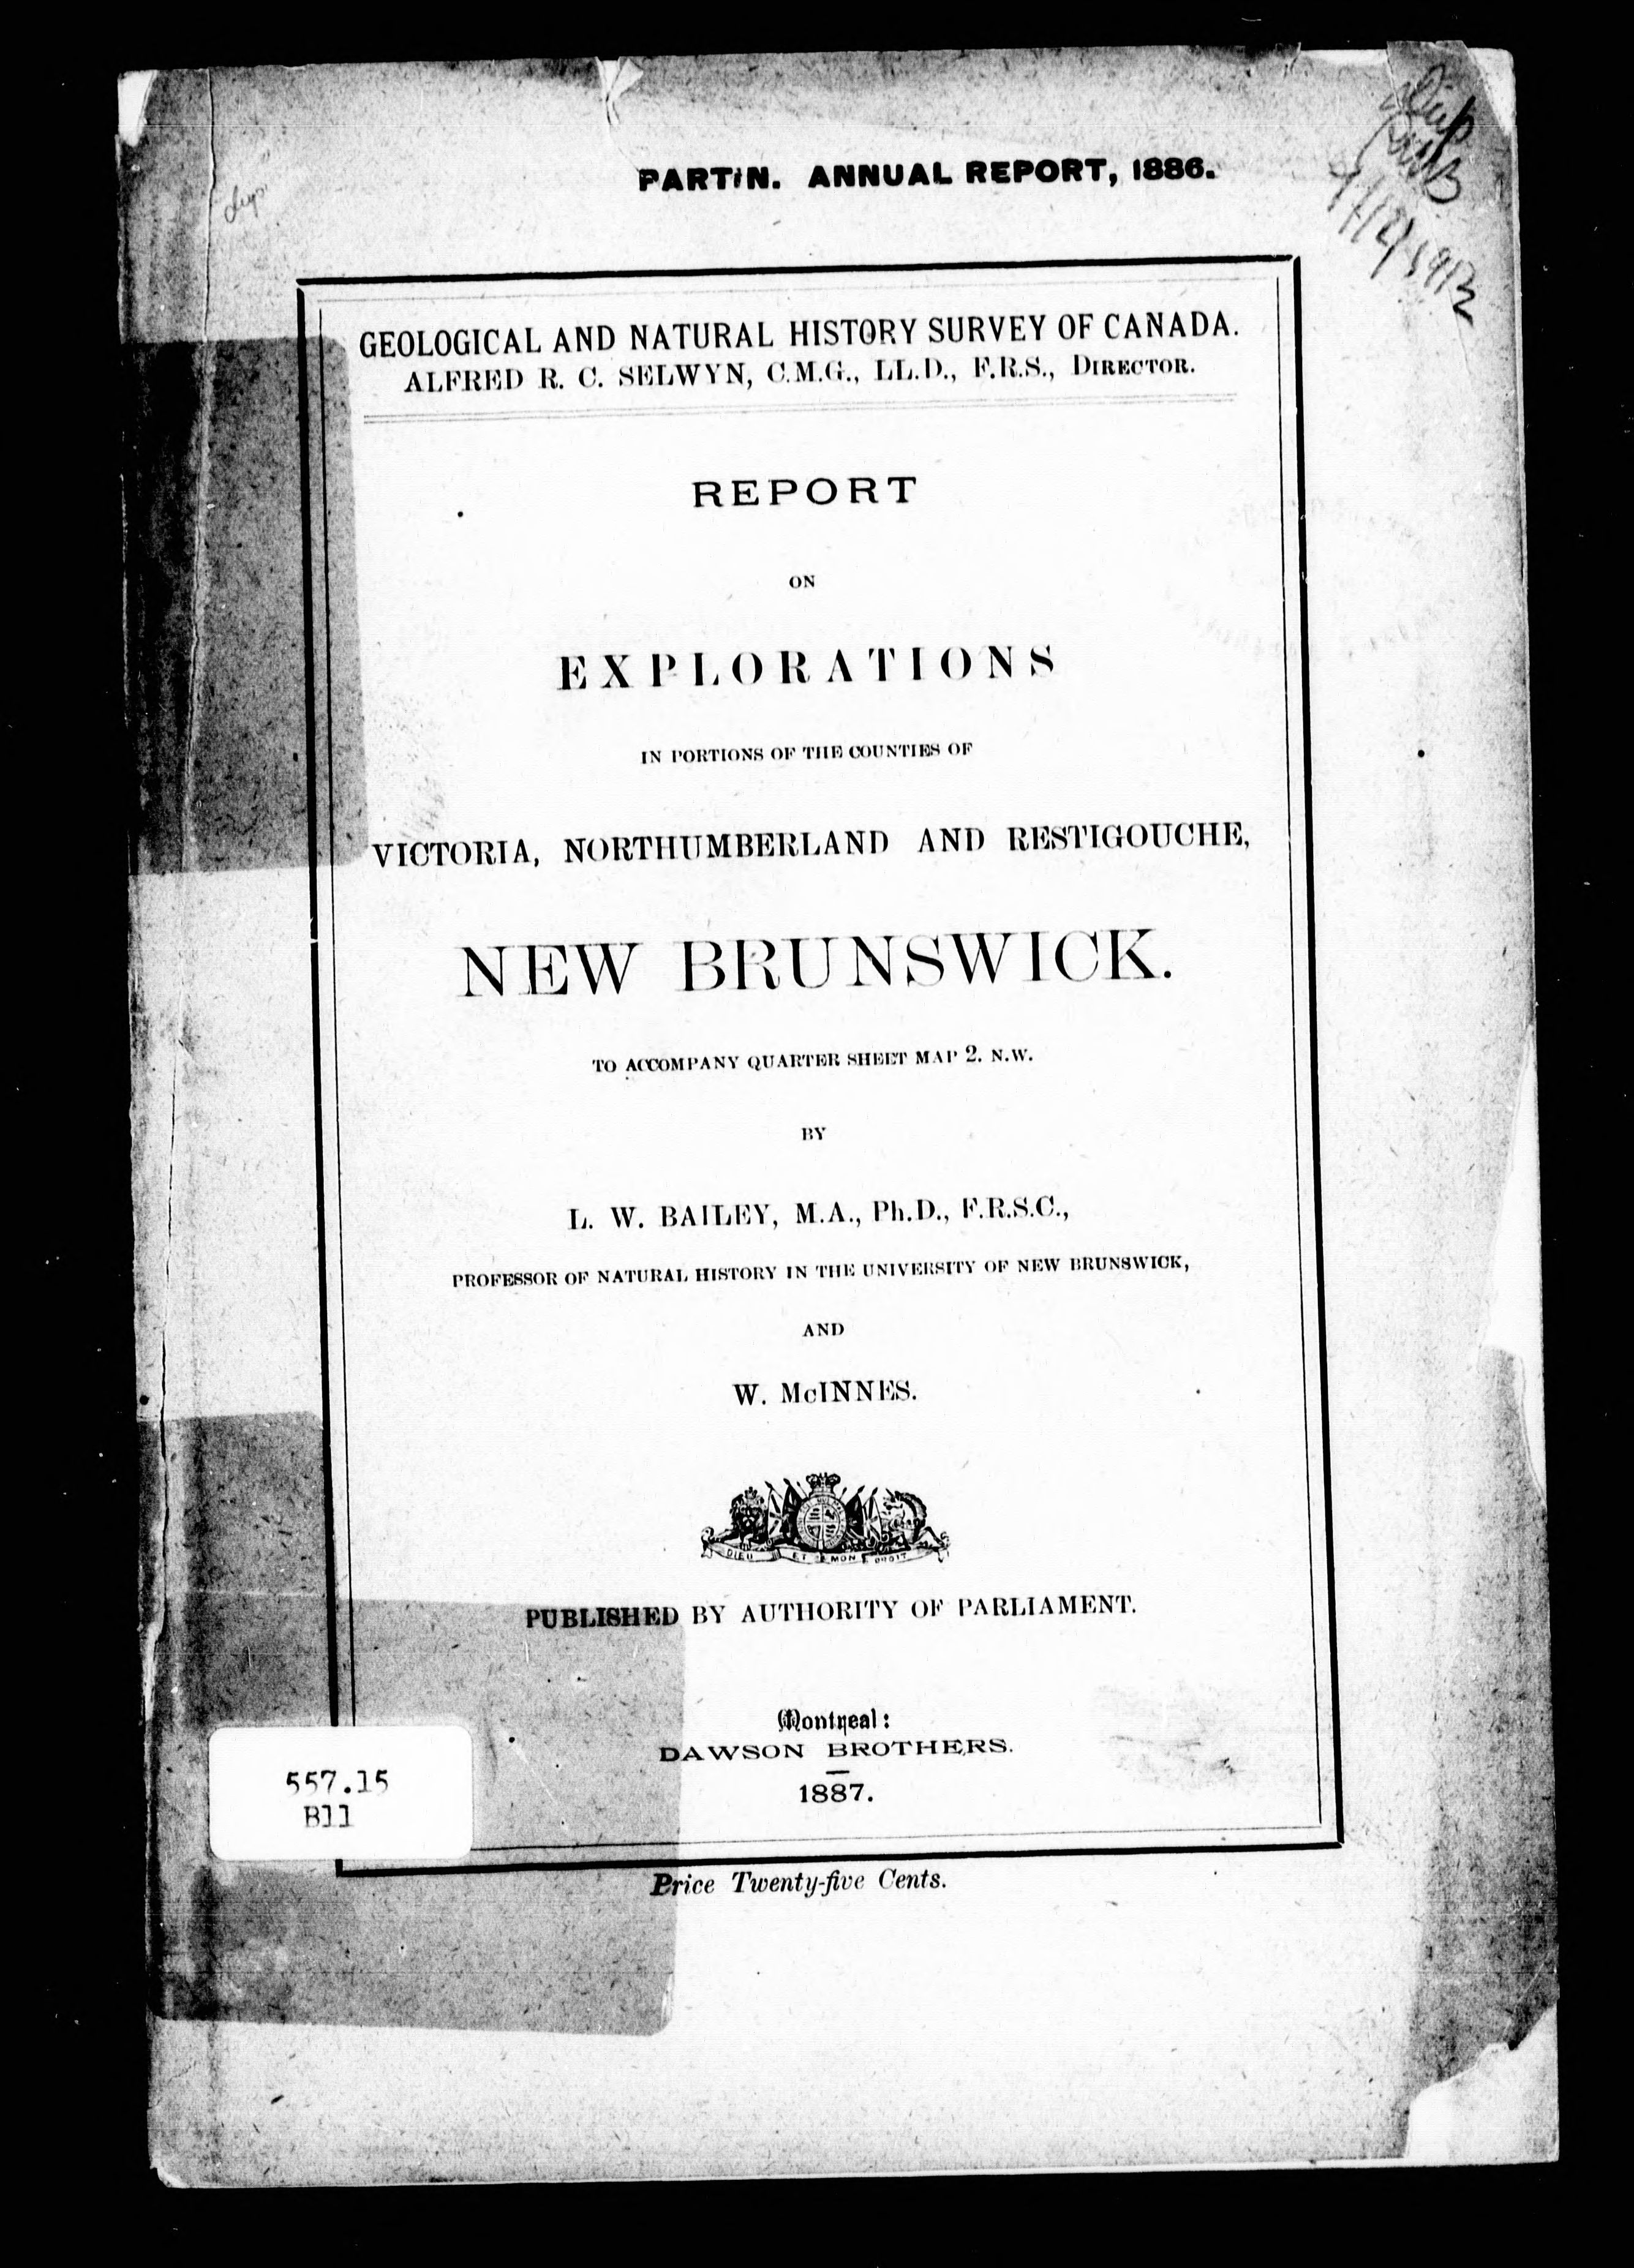 PART N. ANNUAL REPORT, 1886.
GEOLOGICAL AND NATURAL HISTORY SURVEY OF CANADA.
ALFRED R. C. SELWYN, C.M.G., LL.D., F.R.S., DIRECTOR.
REPORT
ON
EXPLORATIONS
IN PORTIONS OF THE COUNTIES OF
VICTORIA, NORTHUMBERLAND AND RESTIGOUCHE,
NEW BRUNSWICK.
TO ACCOMPANY QUARTER SHEET MAP 2. N.W.
BY
L. W. BAILEY, M.A., Ph.D., F.R.S.C.,
PROFESSOR OF NATURAL HISTORY IN THE UNIVERSITY OF NEW BRUNSWICK,
AND
W. McINNES.
DIEU ET MON DROIT
PUBLISHED BY AUTHORITY OF PARLIAMENT.
Montreal:
DAWSON BROTHERS.
1887.
557.15
B11
Price Twenty-five Cents.